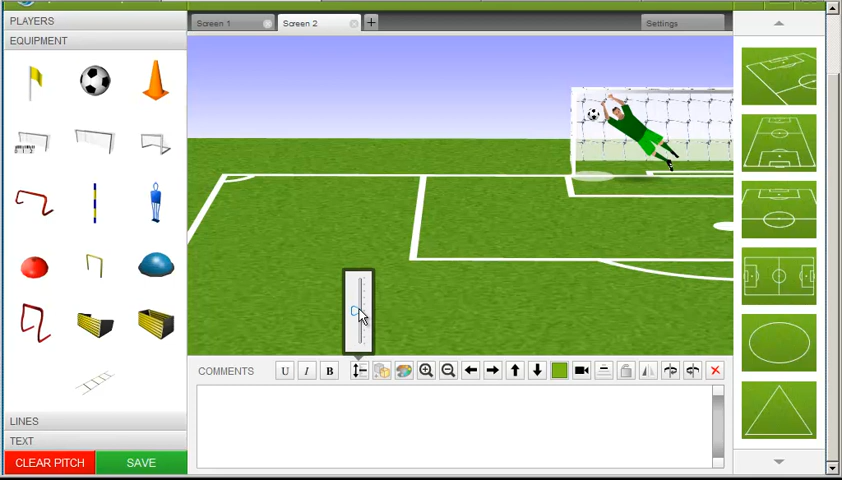 PLAYERS
EQUIPMENT
Screen 1
Screen 2
Settings
COMMENTS
U
I
B
LINES
TEXT
CLEAR PITCH
SAVE